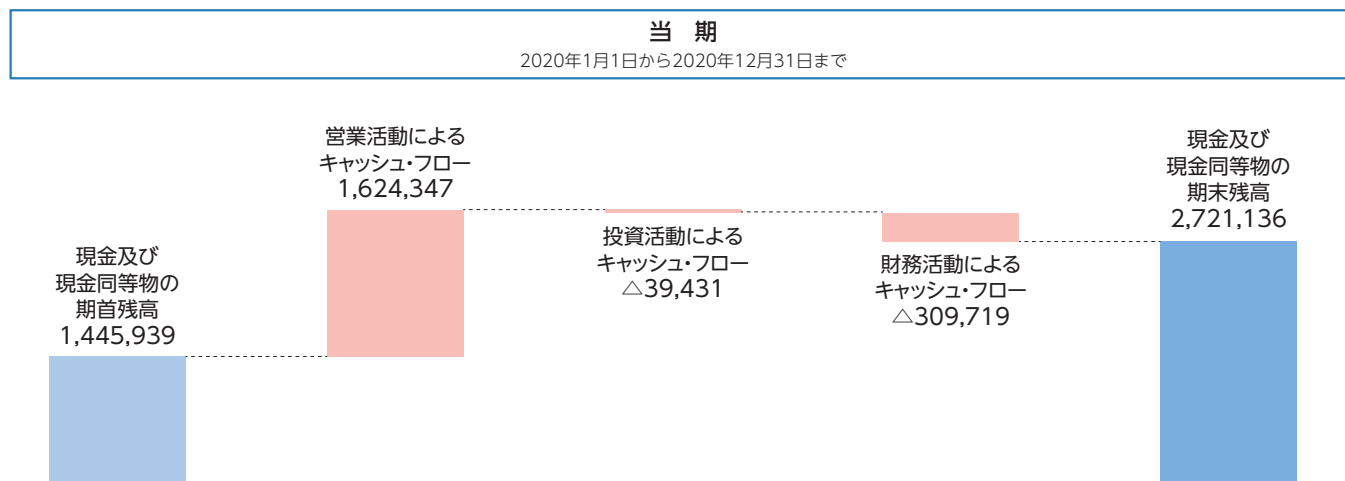 当 期
2020年1月1日から2020年12月31日まで
現金及び
現金同等物の
期首残高
1,445,939
営業活動による
キャッシュ・フロー
1,624,347
投資活動による
キャッシュ・フロー
△39,431
財務活動による
キャッシュ・フロー
△309,719
現金及び
現金同等物の
期末残高
2,721,136